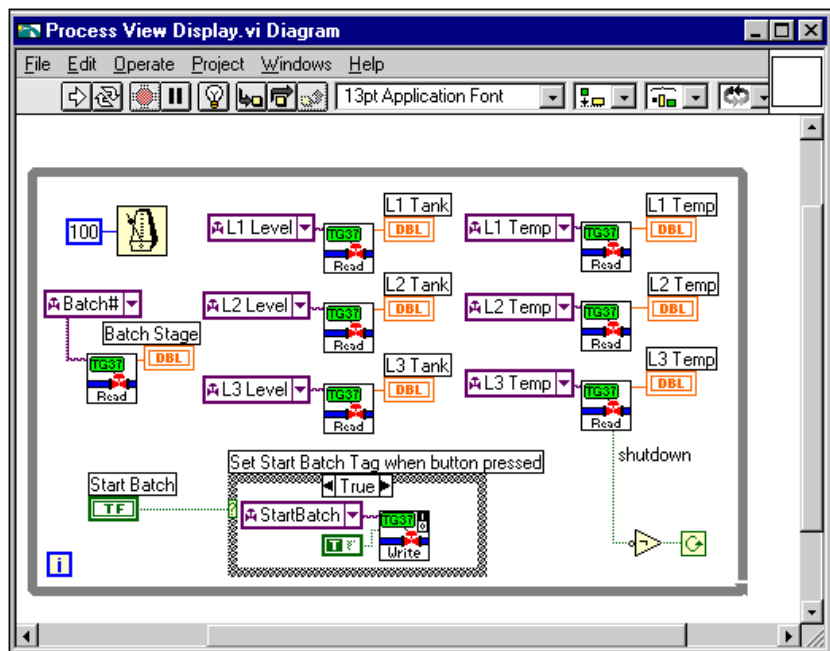 Process View Display.vi Diagram
File Edit Operate Project Windows Help
13pt Application Font
100
L1 Level
TG37
Read
L1 Tank
DBL
L1 Temp
TG37
Read
L1 Temp
DBL
Batch#
TG37
Read
Batch Stage
DBL
L2 Level
TG37
Read
L2 Tank
DBL
L2 Temp
TG37
Read
L2 Temp
DBL
L3 Level
TG37
Read
L3 Tank
DBL
L3 Temp
TG37
Read
L3 Temp
DBL
shutdown
Set Start Batch Tag when button pressed
True
Start Batch
TF
?
StartBatch
TG37
1
0
Write
T F
i